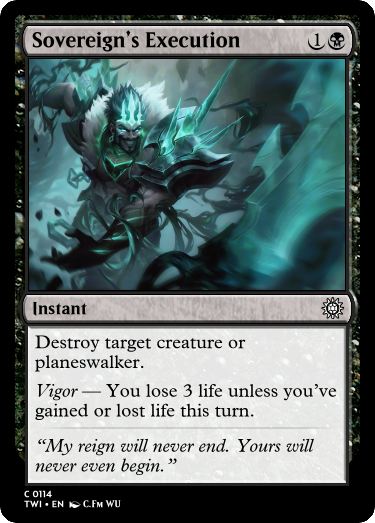 Sovereign's Execution 1
Instant
Destroy target creature or
planeswalker.
Vigor — You lose 3 life unless you've
gained or lost life this turn.
“My reign will never end. Yours will
never even begin.”
C 0114
TWI • EN C.Fm WU